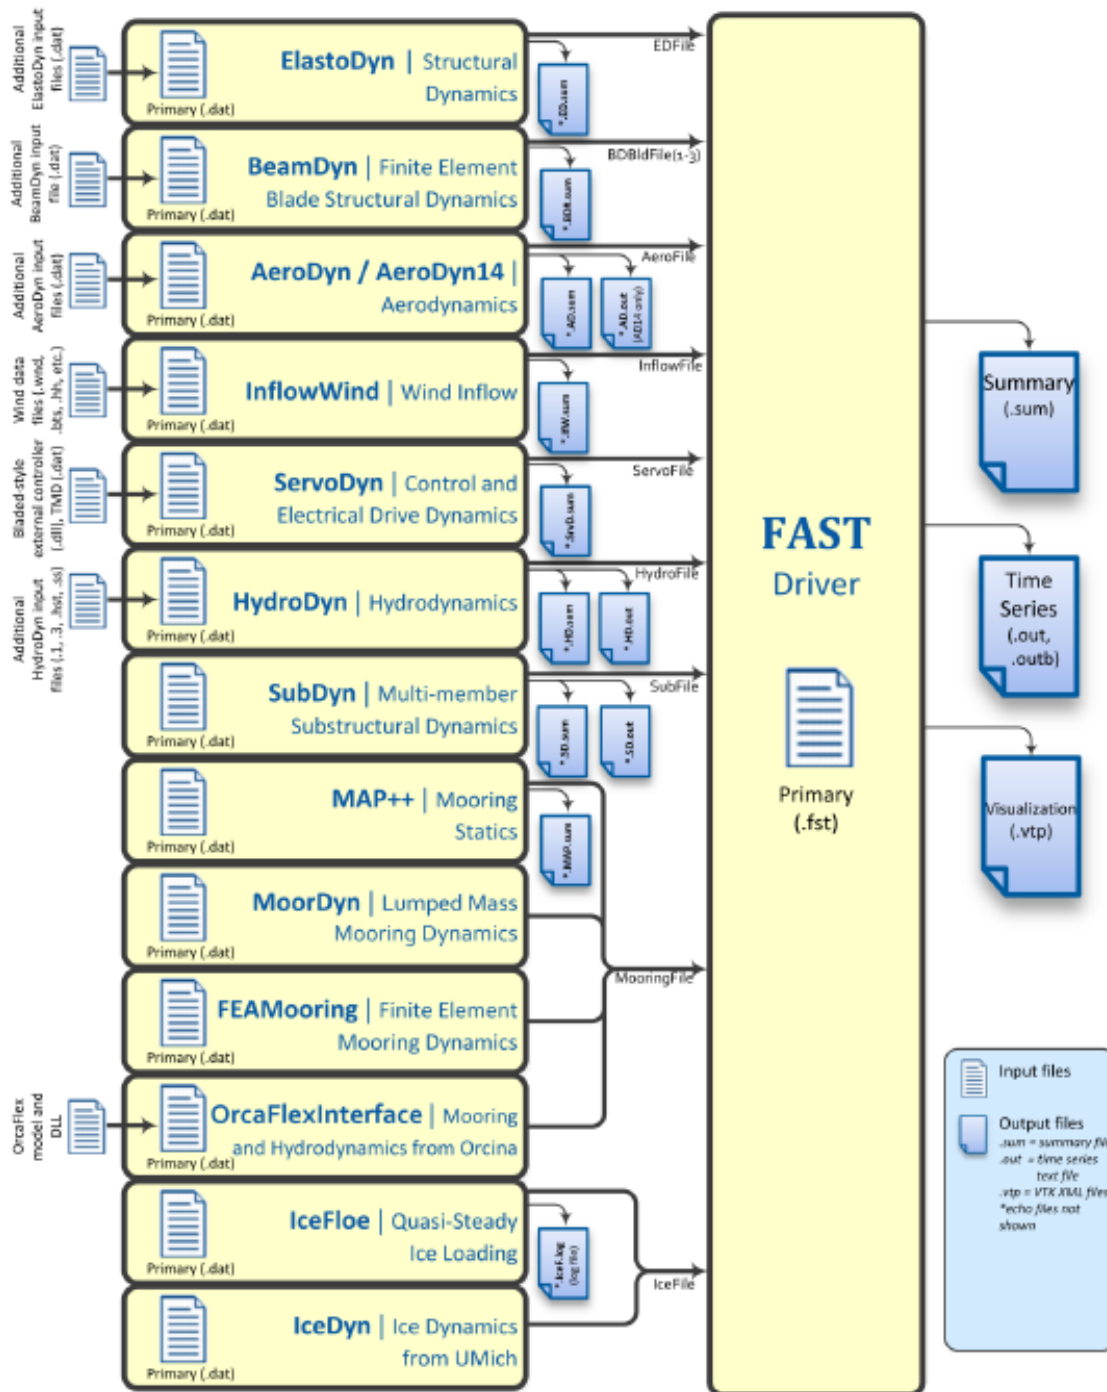 Additional
ElastoDyn input
files (.dat)
Primary (.dat)
ElastoDyn | Structural
Dynamics
EDFile
*.ED.sum
Additional
BeamDyn input
file (.dat)
Primary (.dat)
BeamDyn | Finite Element
Blade Structural Dynamics
BDBldFile(1-3)
Additional
AeroDyn input
files (.dat)
Primary (.dat)
AeroDyn / AeroDyn14 |
Aerodynamics
AeroFile
*.AD.sum
*.AD.out
(AD14 only)
Wind data
files (.wnd,
.bts, .hh, etc.)
Primary (.dat)
InflowWind | Wind Inflow
InflowFile
*.IfW.sum
Bladed-style
external controller
(.dll), TMD (.dat)
Primary (.dat)
ServoDyn | Control and
Electrical Drive Dynamics
ServoFile
*.SrvD.sum
Additional
HydroDyn input
files (.1, .3, .hst, .ss)
Primary (.dat)
HydroDyn | Hydrodynamics
HydroFile
*.HD.sum
*.HD.out
Primary (.dat)
SubDyn | Multi-member
Substructural Dynamics
SubFile
*.SD.sum
*.SD.out
Primary (.dat)
MAP++ | Mooring
Statics
*.MAP.sum
Primary (.dat)
MoorDyn | Lumped Mass
Mooring Dynamics
MooringFile
Primary (.dat)
FEAMooring | Finite Element
Mooring Dynamics
OrcaFlex
model and
DLL
Primary (.dat)
OrcaFlexInterface | Mooring
and Hydrodynamics from Orcina
Primary (.dat)
IceFloe | Quasi-Steady
Ice Loading
*.IceF.log
(log file)
IceFile
Primary (.dat)
IceDyn | Ice Dynamics
from UMich
FAST
Driver
Primary
(.fst)
Summary
(.sum)
Time
Series
(.out,
.outb)
Visualization
(.vtp)
Input files
Output files
.sum = summary file
.out = time series
text file
.vtp = VTK XML files
*echo files not
shown